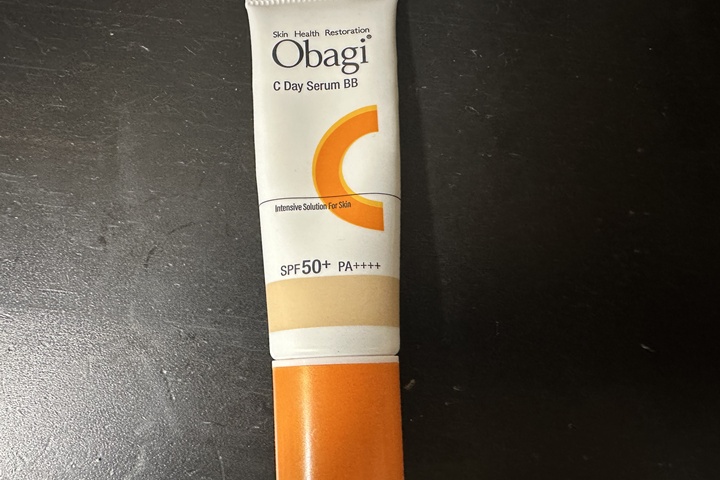 Skin Health Restoration
Obagi®
C Day Serum BB
Intensive Solution For Skin
SPF50+ PA++++